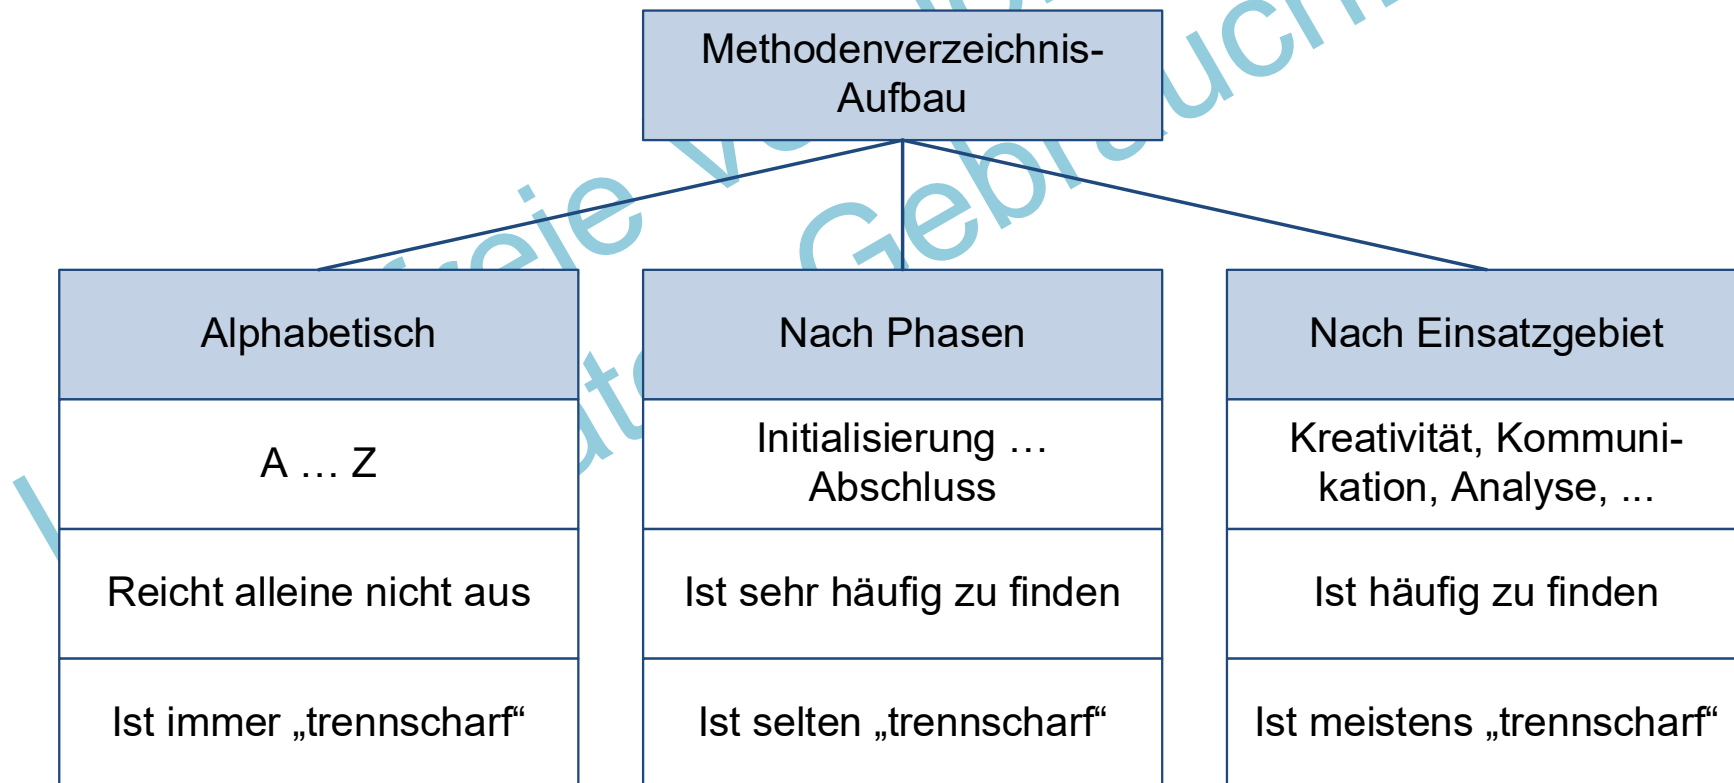 Methodenverzeichnis-
Aufbau
Alphabetisch
Nach Phasen
Nach Einsatzgebiet
A … Z
Initialisierung …
Abschluss
Kreativität, Kommuni-
kation, Analyse, ...
Reicht alleine nicht aus
Ist sehr häufig zu finden
Ist häufig zu finden
Ist immer „trennscharf“
Ist selten „trennscharf“
Ist meistens „trennscharf“